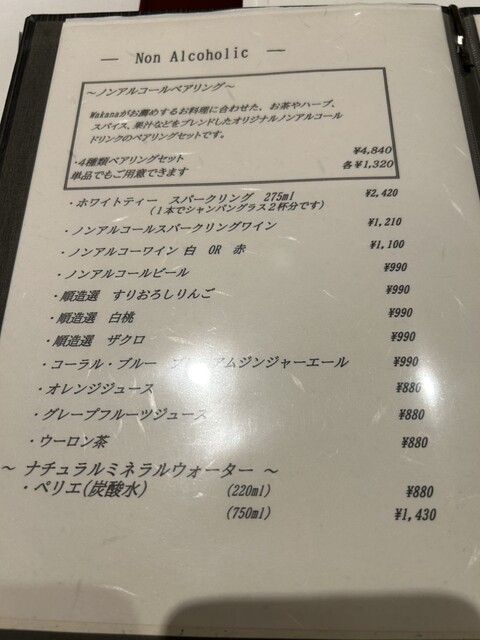 — Non Alcoholic —
～ノンアルコールペアリング～
Wakanaがお薦めするお料理に合わせた、お茶やハーブ、
スパイス、果汁などをブレンドしたオリジナルノンアルコール
ドリンクのペアリングセットです。
・4種類ペアリングセット ¥4,840
単品でもご用意できます 各¥1,320
・ホワイトティー スパークリング 275ml ¥2,420
(1本でシャンパングラス2杯分です)
・ノンアルコールスパークリングワイン ¥1,210
・ノンアルコーワイン 白 OR 赤 ¥1,100
・ノンアルコールビール ¥990
・順造選 すりおろしりんご ¥990
・順造選 白桃 ¥990
・順造選 ザクロ ¥990
・コーラル・ブルー アムジンジャーエール ¥990
・オレンジジュース ¥880
・グレープフルーツジュース ¥880
・ウーロン茶 ¥880
～ ナチュラルミネラルウォーター ～
・ペリエ(炭酸水) (220ml) ¥880
(750ml) ¥1,430